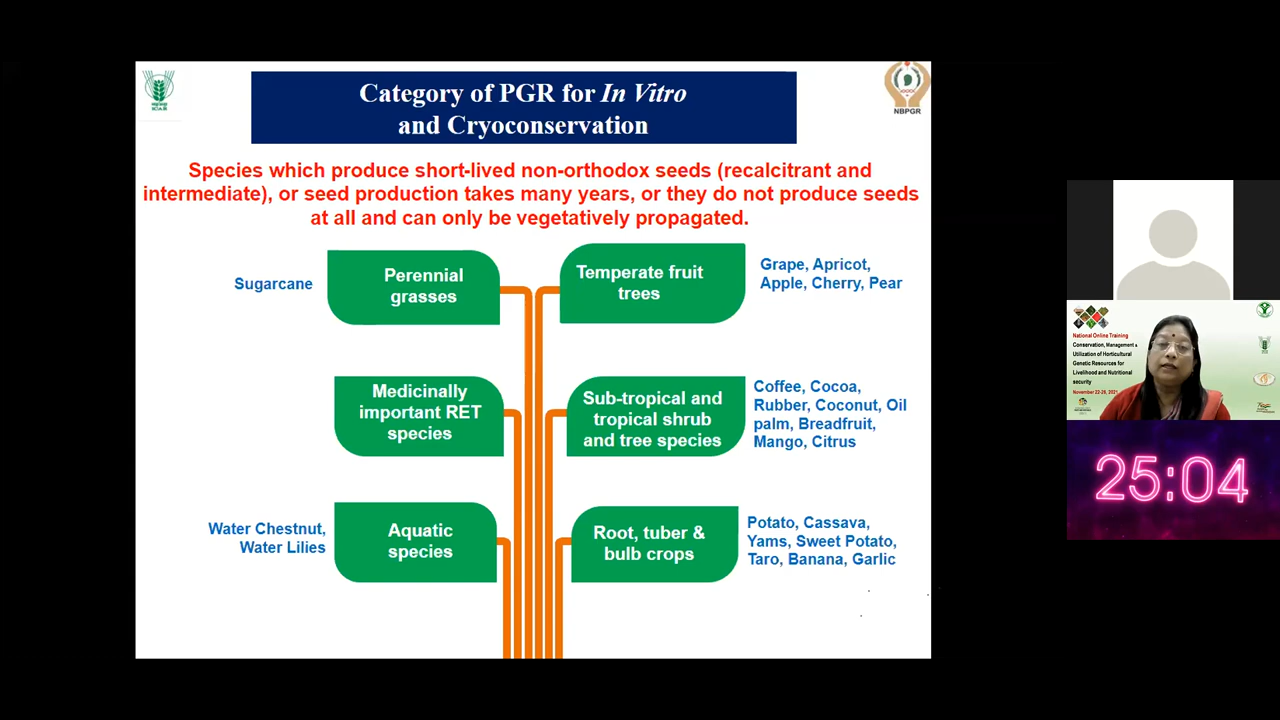 Category of PGR for In Vitro
and Cryoconservation
NBPGR
Species which produce short-lived non-orthodox seeds (recalcitrant and
intermediate), or seed production takes many years, or they do not produce seeds
at all and can only be vegetatively propagated.
Sugarcane
Perennial
grasses
Temperate fruit
trees
Grape, Apricot,
Apple, Cherry, Pear
Medicinally
important RET
species
Sub-tropical and
tropical shrub
and tree species
Coffee, Cocoa,
Rubber, Coconut, Oil
palm, Breadfruit,
Mango, Citrus
Water Chestnut,
Water Lilies
Aquatic
species
Root, tuber &
bulb crops
Potato, Cassava,
Yams, Sweet Potato,
Taro, Banana, Garlic
National Online Training
Conservation, Management &
Utilization of Horticultural
Genetic Resources for
Livelihood and Nutritional
security
November 22-26, 2021
25:04